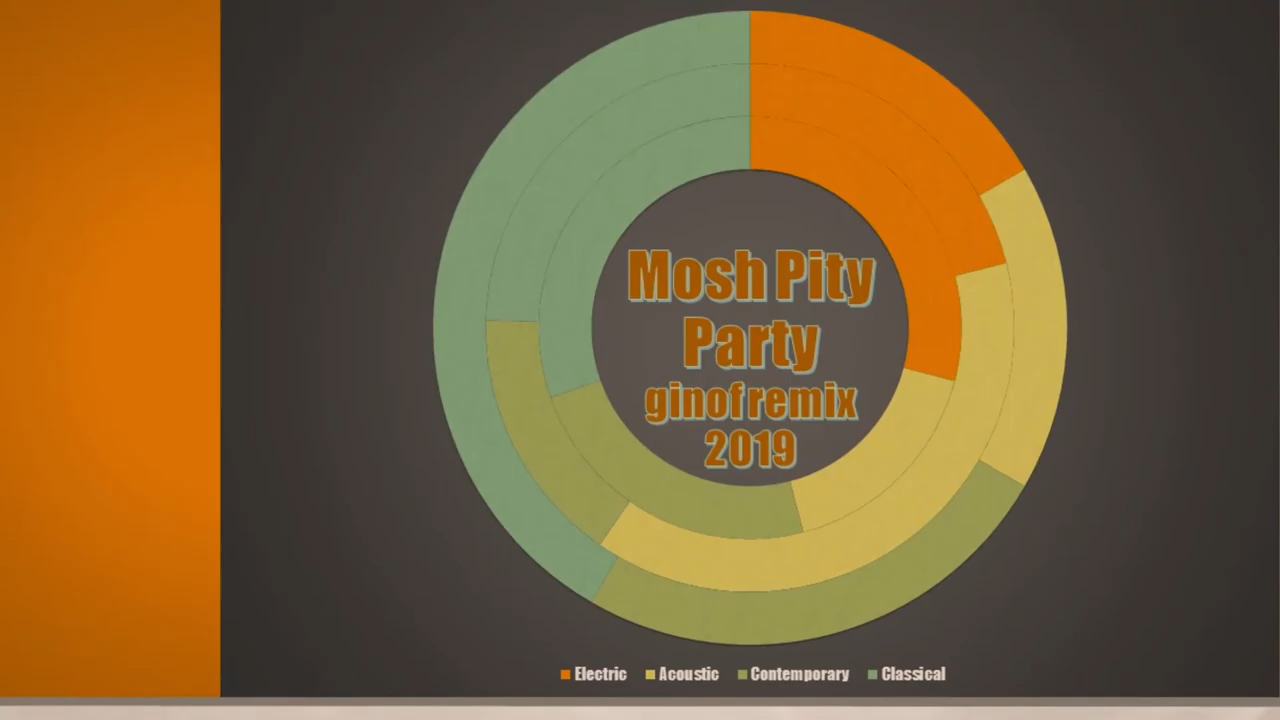 Mosh Pity
Party
ginofremix
2019
Electric Acoustic Contemporary Classical